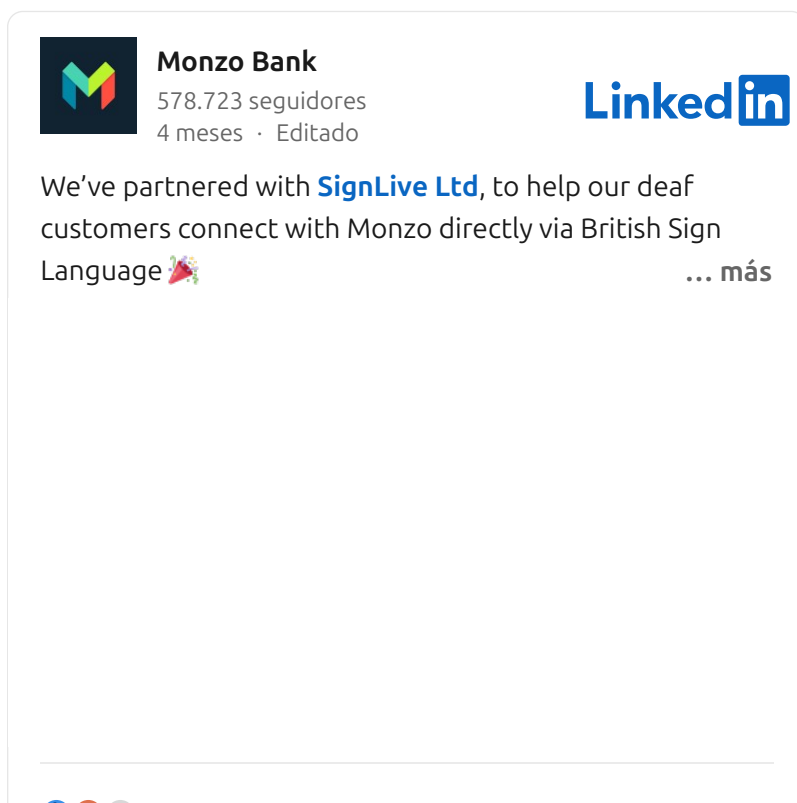 Monzo Bank
578.723 seguidores
4 meses · Editado
LinkedIn
We’ve partnered with SignLive Ltd, to help our deaf
customers connect with Monzo directly via British Sign
Language🎉
... más